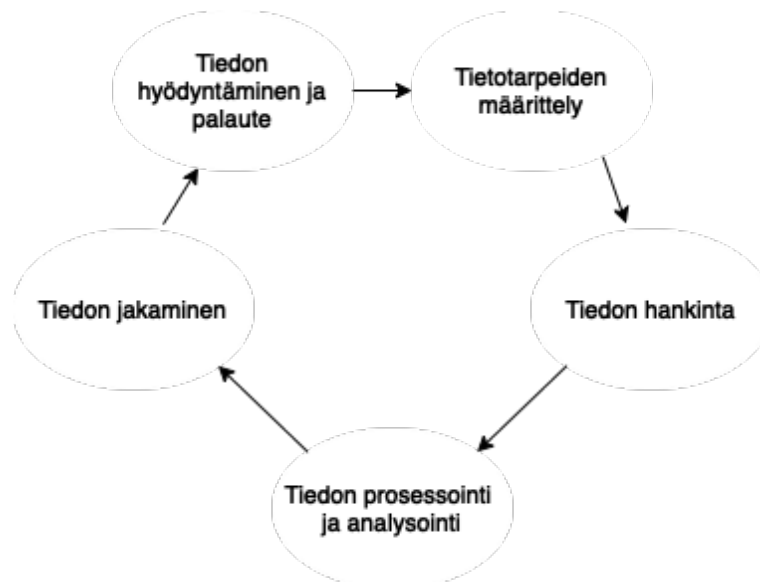 Tiedon
hyödyntäminen ja
palaute
Tietotarpeiden
määrittely
Tiedon jakaminen
Tiedon hankinta
Tiedon prosessointi
ja analysointi